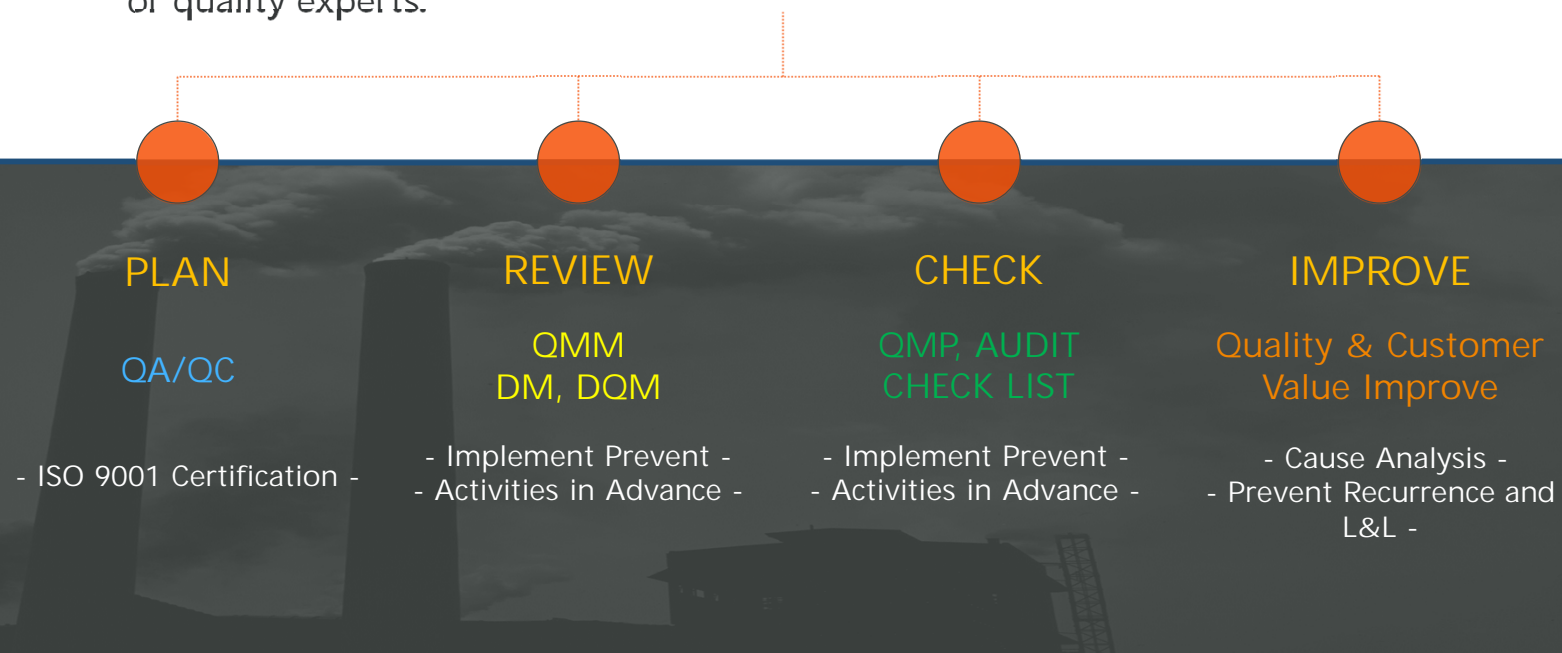 of quality experts.
PLAN
QA/QC
- ISO 9001 Certification -
REVIEW
QMM
DM, DQM
- Implement Prevent -
- Activities in Advance -
CHECK
QMP, AUDIT
CHECK LIST
- Implement Prevent -
- Activities in Advance -
IMPROVE
Quality & Customer
Value Improve
- Cause Analysis -
- Prevent Recurrence and
L&L -